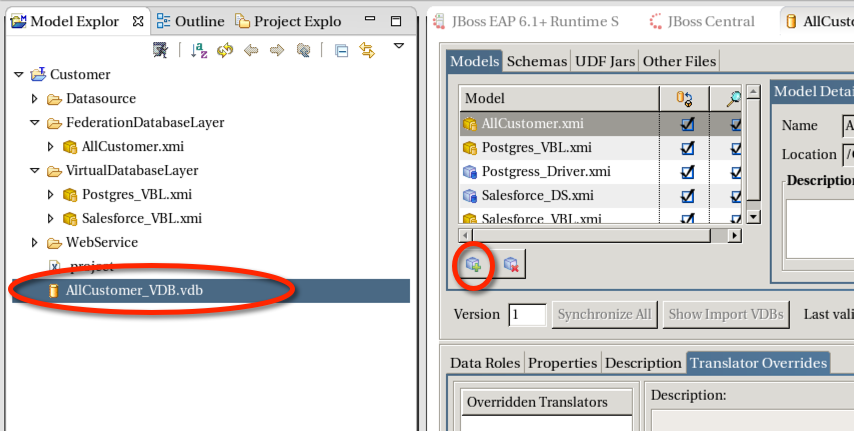 Model Explor
Outline
Project Explo
Customer
Datasource
FederationDatabaseLayer
AllCustomer.xmi
VirtualDatabaseLayer
Postgres_VBL.xmi
Salesforce_VBL.xmi
WebService
.project
AllCustomer_VDB.vdb
JBoss EAP 6.1+ Runtime S
JBoss Central
AllCusto
Models Schemas UDF Jars Other Files
Model
AllCustomer.xmi
Postgres_VBL.xmi
Postgress_Driver.xmi
Salesforce_DS.xmi
Salesforce_VBL.xmi
Model Detai
Name A
Location /C
Description
Version 1 Synchronize All Show Import VDBs Last vali
Data Roles Properties Description Translator Overrides
Overridden Translators
Description: